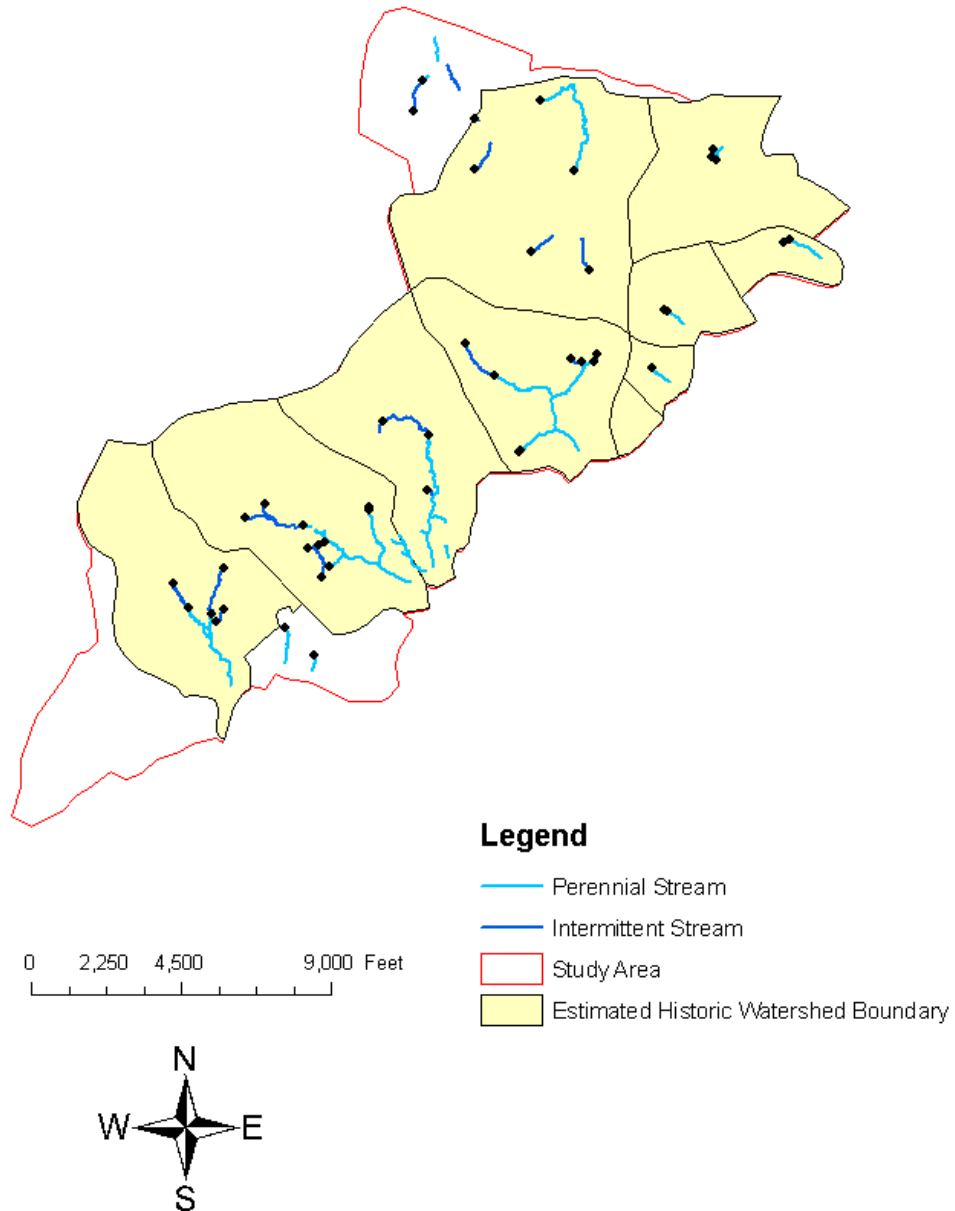 Legend
Perennial Stream
Intermittent Stream
Study Area
Estimated Historic Watershed Boundary
0 2,250 4,500 9,000 Feet
N
W E
S